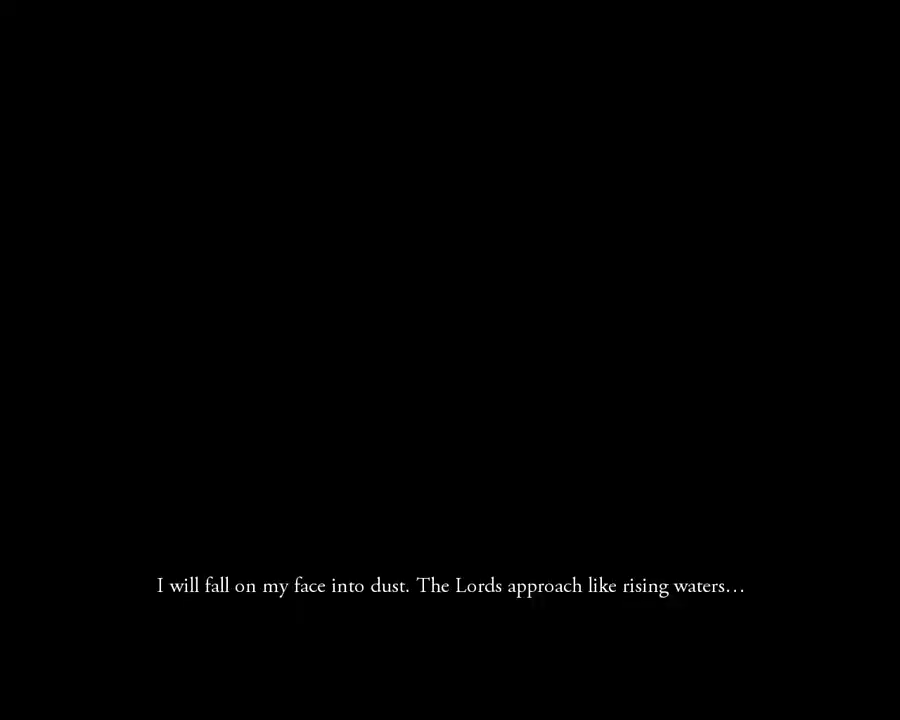 I will fall on my face into dust. The Lords approach like rising waters…